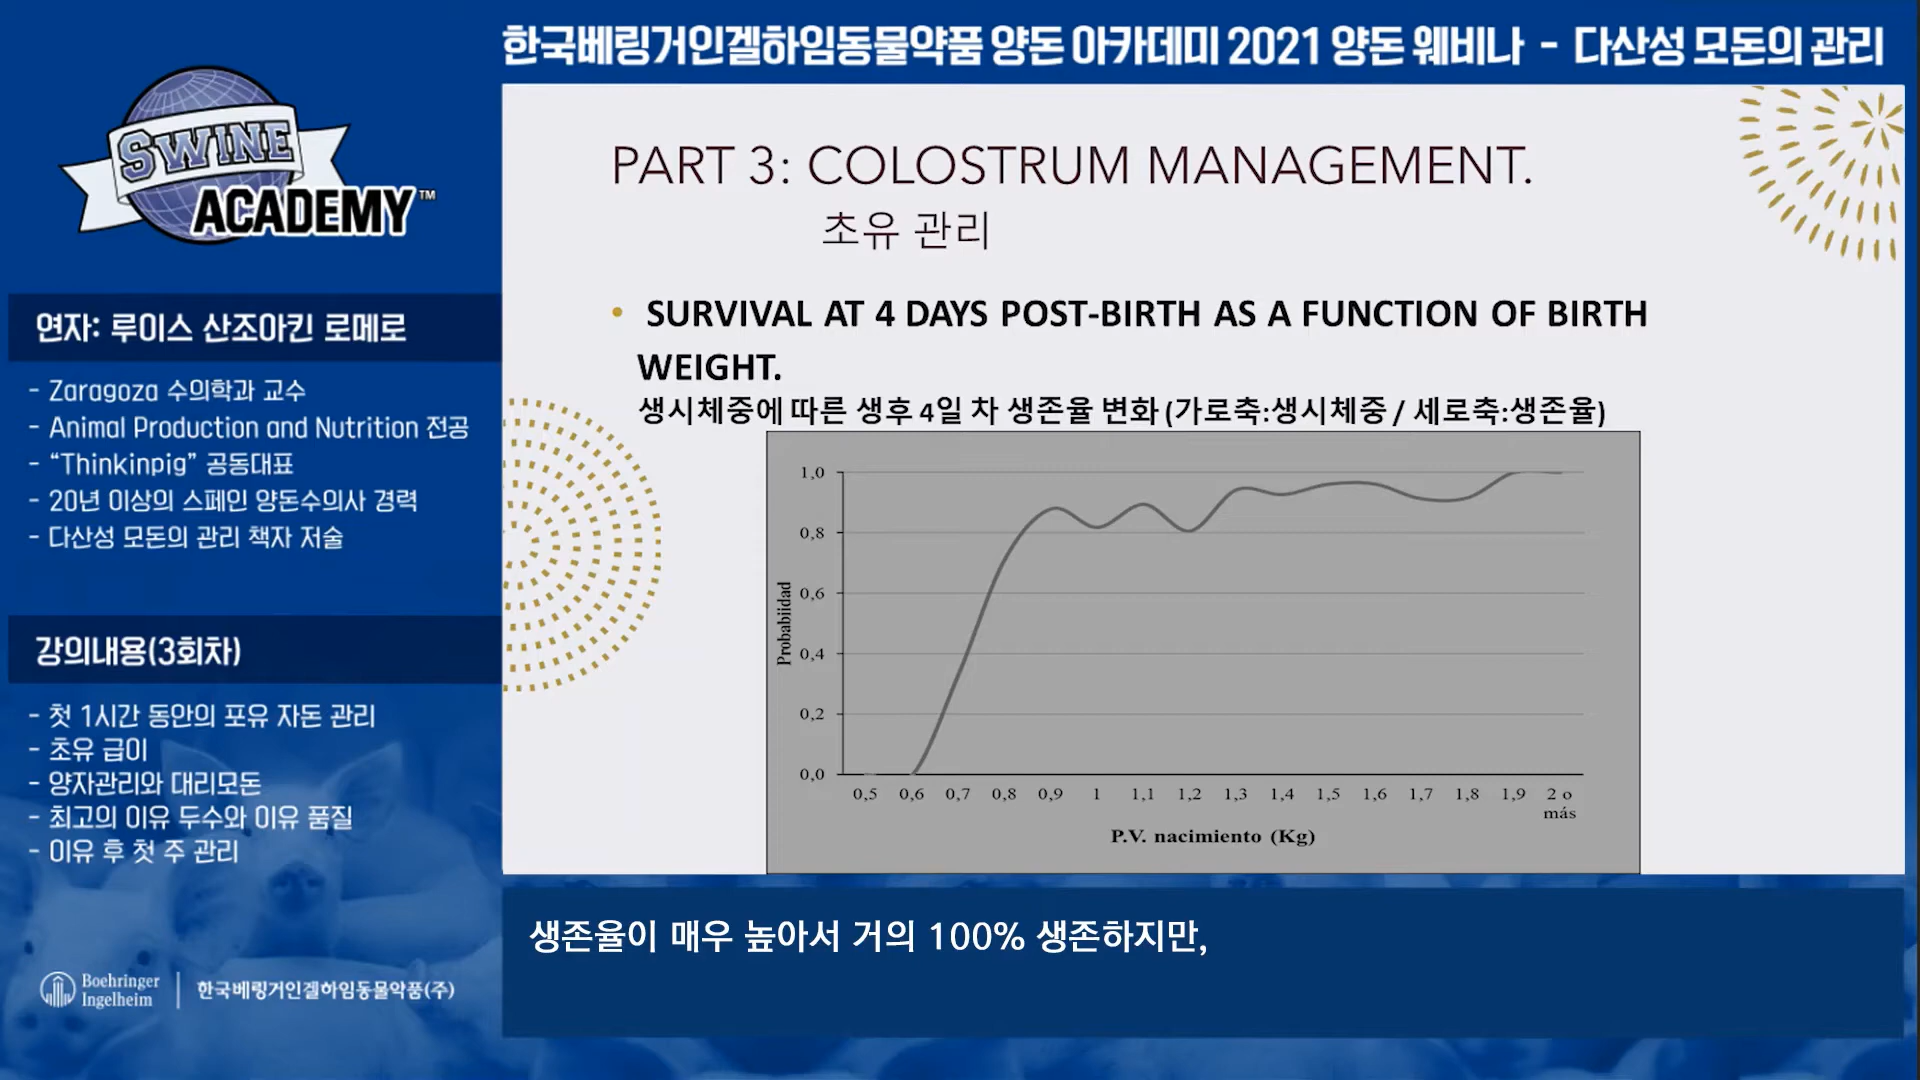 한국베링거인겔하임동물약품 양돈 아카데미 2021 양돈 웨비나 - 다산성 모돈의 관리
SWINE
ACADEMY™
연자: 루이스 산조아킨 로메로
- Zaragoza 수의학과 교수
- Animal Production and Nutrition 전공
- “Thinkinpig” 공동대표
- 20년 이상의 스페인 양돈수의사 경력
- 다산성 모돈의 관리 책자 저술
강의내용(3회차)
- 첫 1시간 동안의 포유 자돈 관리
- 초유 급이
- 양자관리와 대리모돈
- 최고의 이유 두수와 이유 품질
- 이유 후 첫 주 관리
Boehringer
Ingelheim
한국베링거인겔하임동물약품(주)
PART 3: COLOSTRUM MANAGEMENT.
초유 관리
• SURVIVAL AT 4 DAYS POST-BIRTH AS A FUNCTION OF BIRTH
WEIGHT.
생시체중에 따른 생후 4일 차 생존율 변화 (가로축:생시체중 / 세로축:생존율)
Probabiidad
1,0
0,8
0,6
0,4
0,2
0,0
0,5 0,6 0,7 0,8 0,9 1 1,1 1,2 1,3 1,4 1,5 1,6 1,7 1,8 1,9 2 o
más
P.V. nacimiento (Kg)
생존율이 매우 높아서 거의 100% 생존하지만,